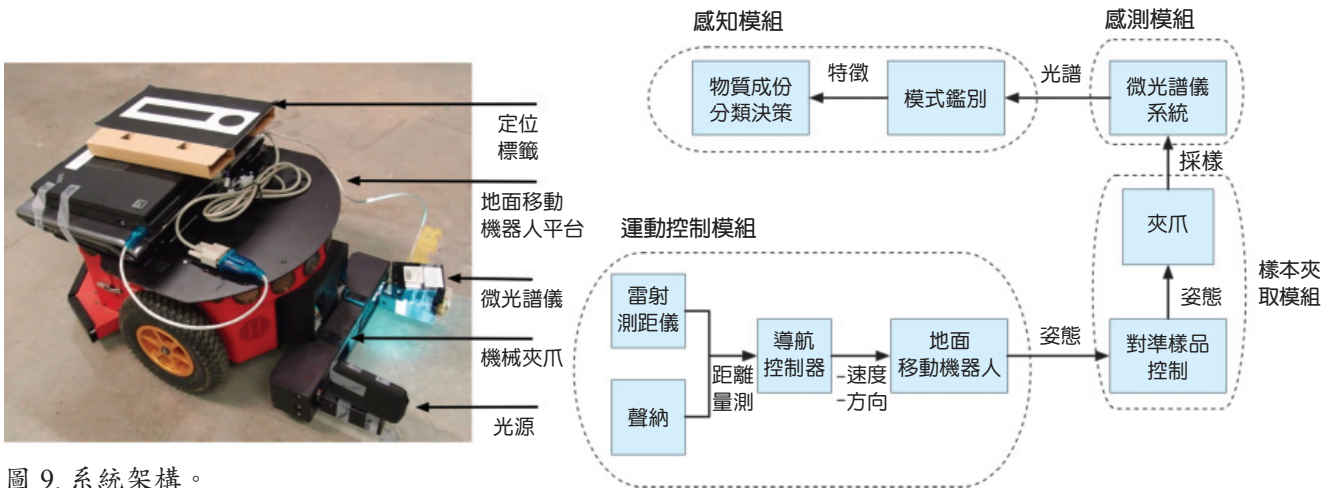 定位
標籤
地面移動
機器人平台
微光譜儀
機械夾爪
光源
感知模組
物質成份
分類決策
特徵
模式鑑別
光譜
感測模組
微光譜儀
系統
採樣
夾爪
樣本夾
取模組
姿態
對準樣品
控制
運動控制模組
雷射
測距儀
聲納
距離
量測
導航
控制器
-速度
-方向
地面
移動機器人
姿態
圖 9. 系統架構。